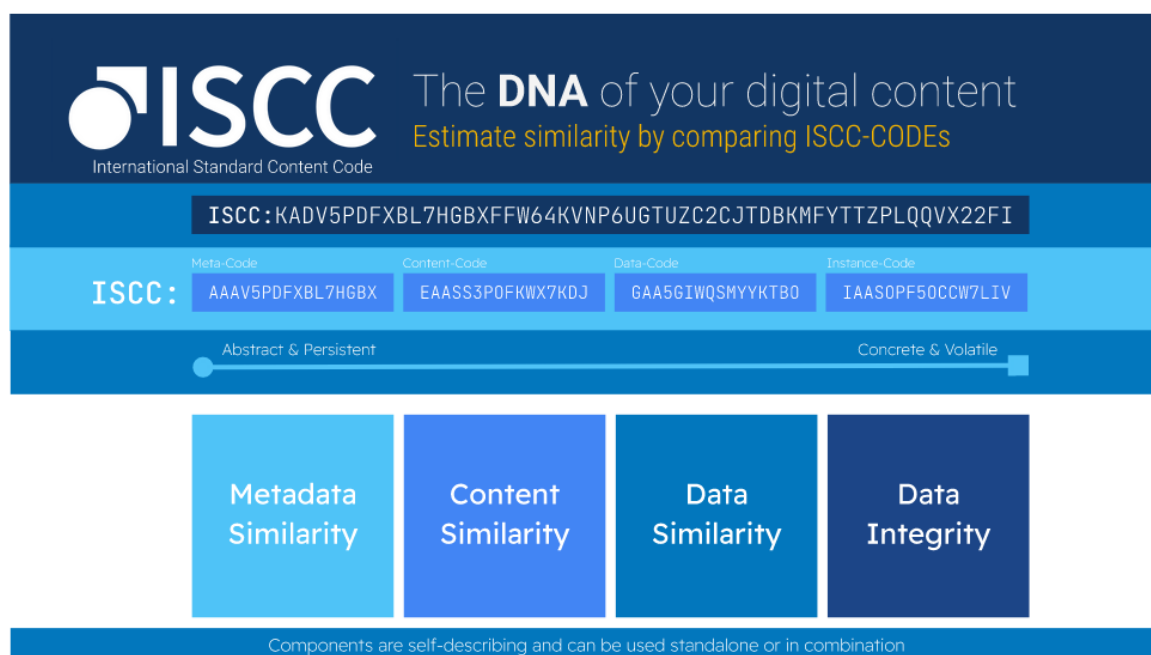 ISCC
International Standard Content Code
The DNA of your digital content
Estimate similarity by comparing ISCC-CODEs
ISCC:KADV5PDFXBL7HGBXFFW64KVNP6UGTUZC2CJTDBKMFYTTZPLQQVX22FI
Meta-Code Content-Code Data-Code Instance-Code
ISCC: AAAV5PDFXBL7HGBX EAASS3POFKWX7KDJ GAA5GIWQSMYYKTBO IAASOPF5OCCW7LIV
Abstract & Persistent Concrete & Volatile
Metadata Content Data Data
Similarity Similarity Similarity Integrity
Components are self-describing and can be used standalone or in combination